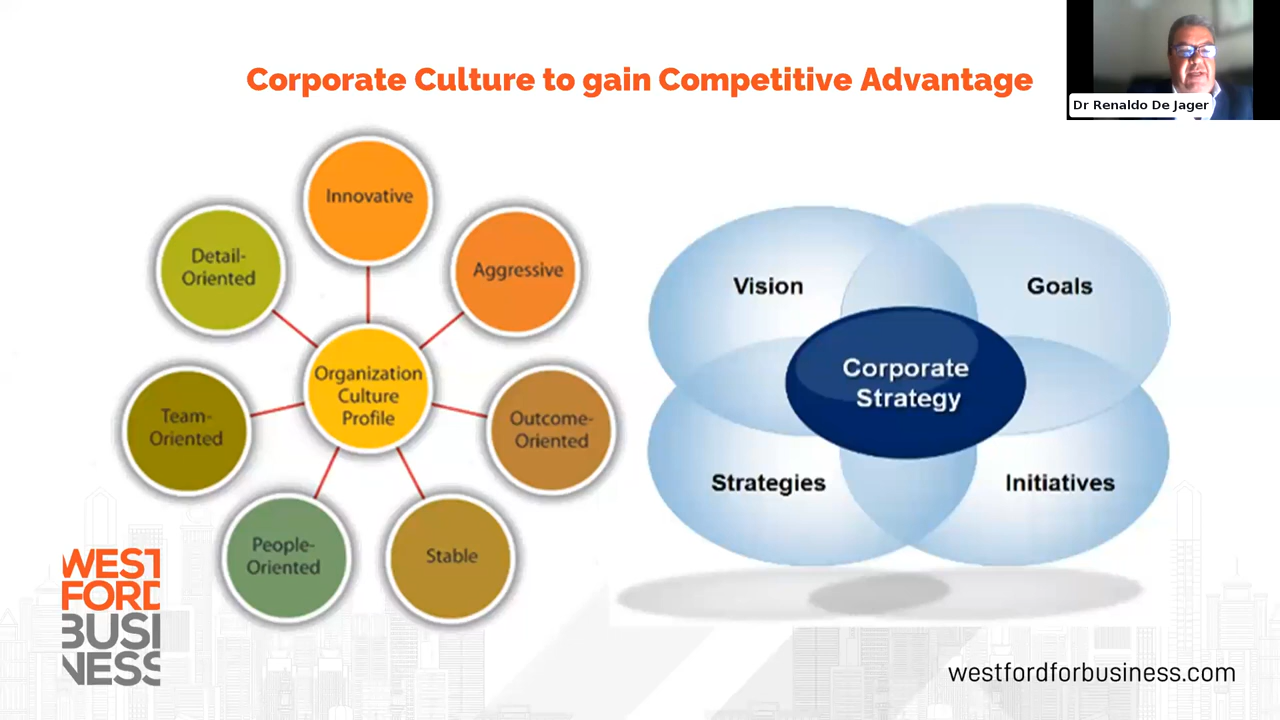 Corporate Culture to gain Competitive Advantage
Dr Renaldo De Jager
Innovative
Detail-
Oriented
Aggressive
Organization
Culture
Profile
Team-
Oriented
Outcome-
Oriented
People-
Oriented
Stable
Vision
Goals
Corporate
Strategy
Strategies
Initiatives
WEST
FORD
BUSI
NESS
westfordforbusiness.com